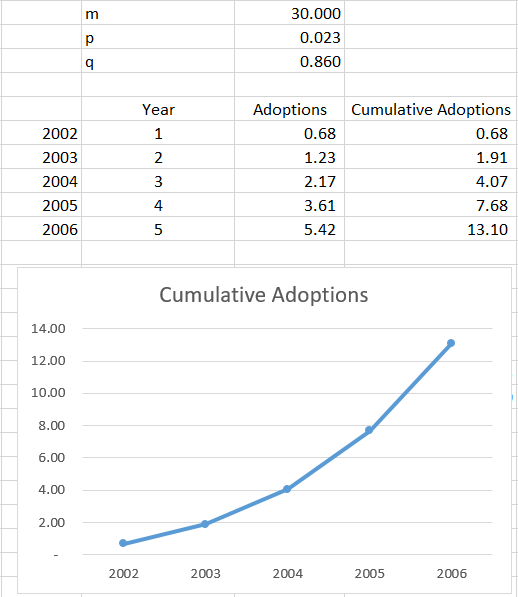 m 30.000
p 0.023
q 0.860
Year Adoptions Cumulative Adoptions
2002 1 0.68 0.68
2003 2 1.23 1.91
2004 3 2.17 4.07
2005 4 3.61 7.68
2006 5 5.42 13.10
Cumulative Adoptions
14.00
12.00
10.00
8.00
6.00
4.00
2.00
-
2002 2003 2004 2005 2006